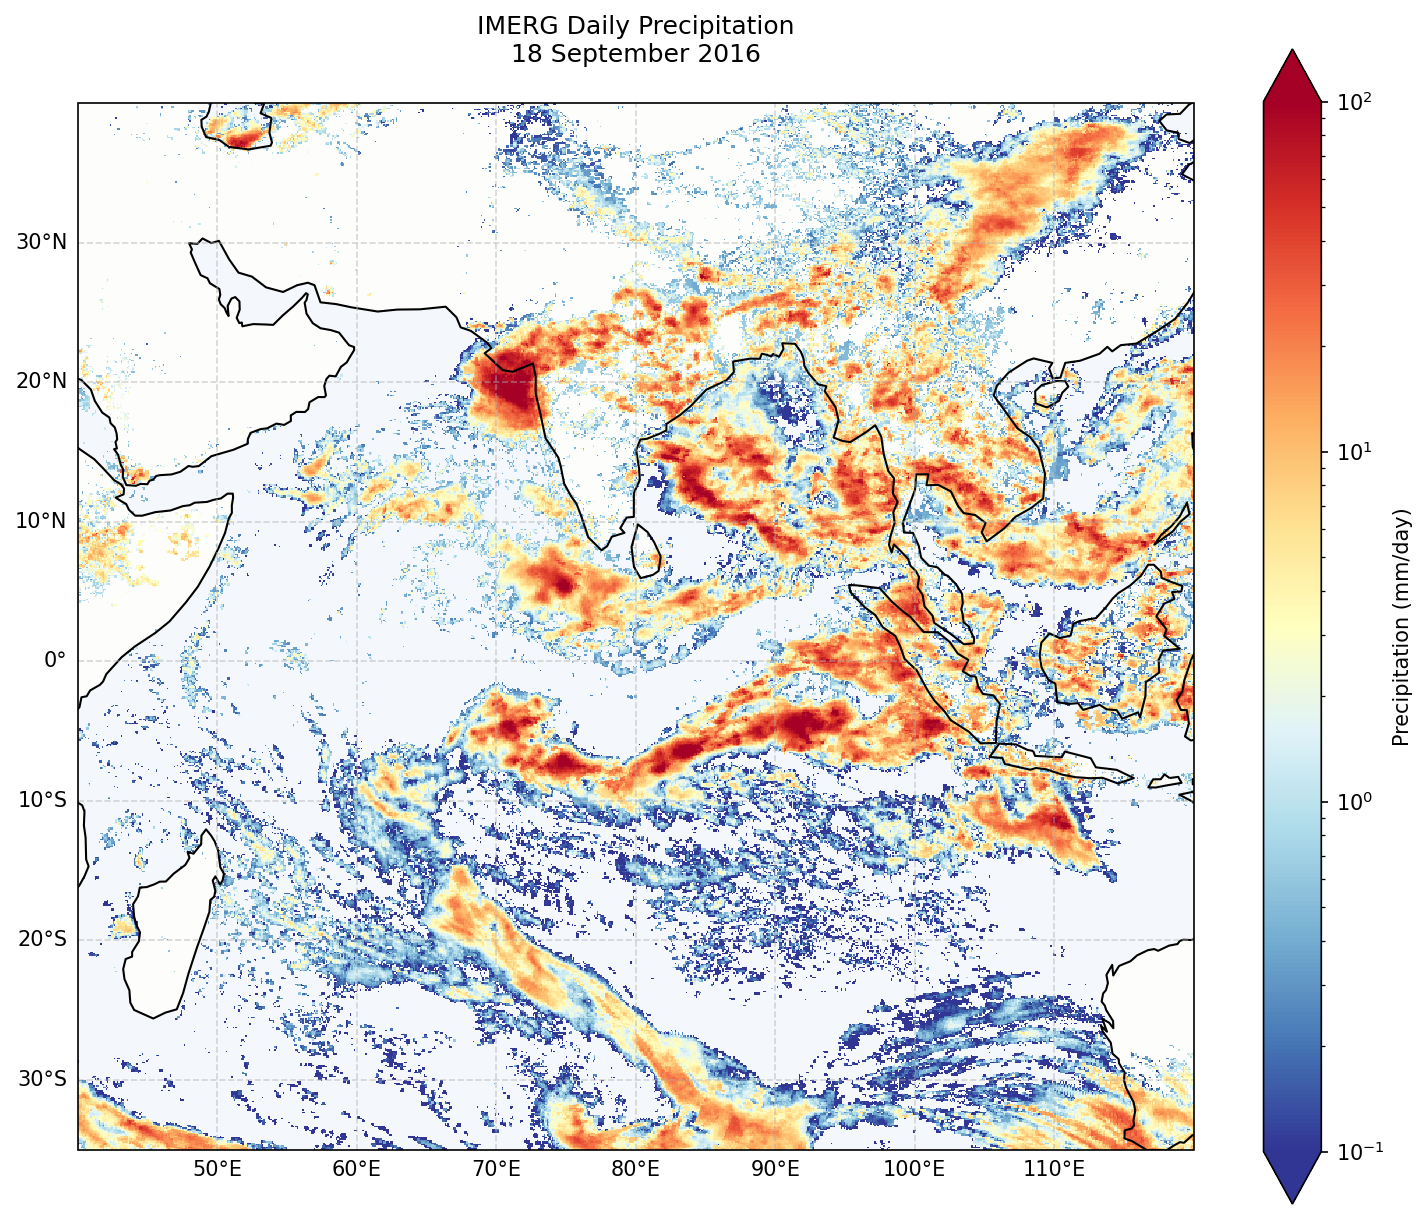 IMERG Daily Precipitation
18 September 2016
30°N
20°N
10°N
0°
10°S
20°S
30°S
50°E 60°E 70°E 80°E 90°E 100°E 110°E
10²
10¹
10⁰
10⁻¹
Precipitation (mm/day)